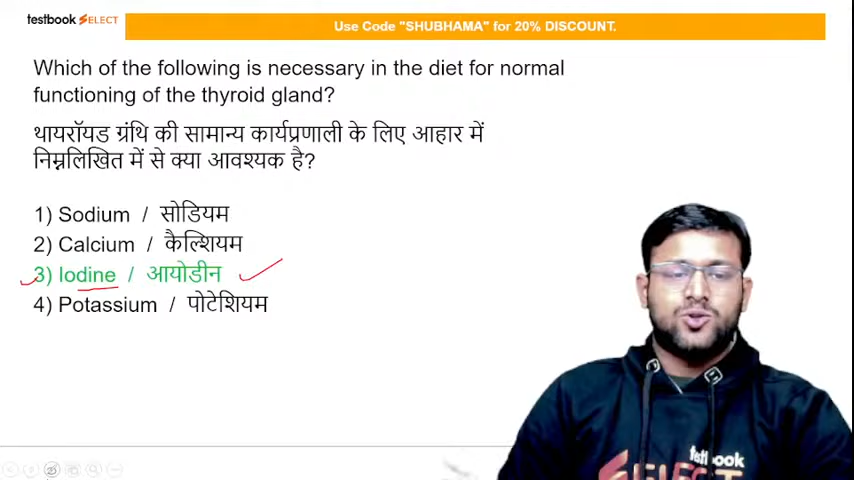 testbook SELECT
Use Code "SHUBHAMA" for 20% DISCOUNT.
Which of the following is necessary in the diet for normal
functioning of the thyroid gland?
थायरॉयड ग्रंथि की सामान्य कार्यप्रणाली के लिए आहार में
निम्नलिखित में से क्या आवश्यक है?
1) Sodium / सोडियम
2) Calcium / कैल्शियम
3) Iodine / आयोडीन
4) Potassium / पोटेशियम
testbook
SELECT